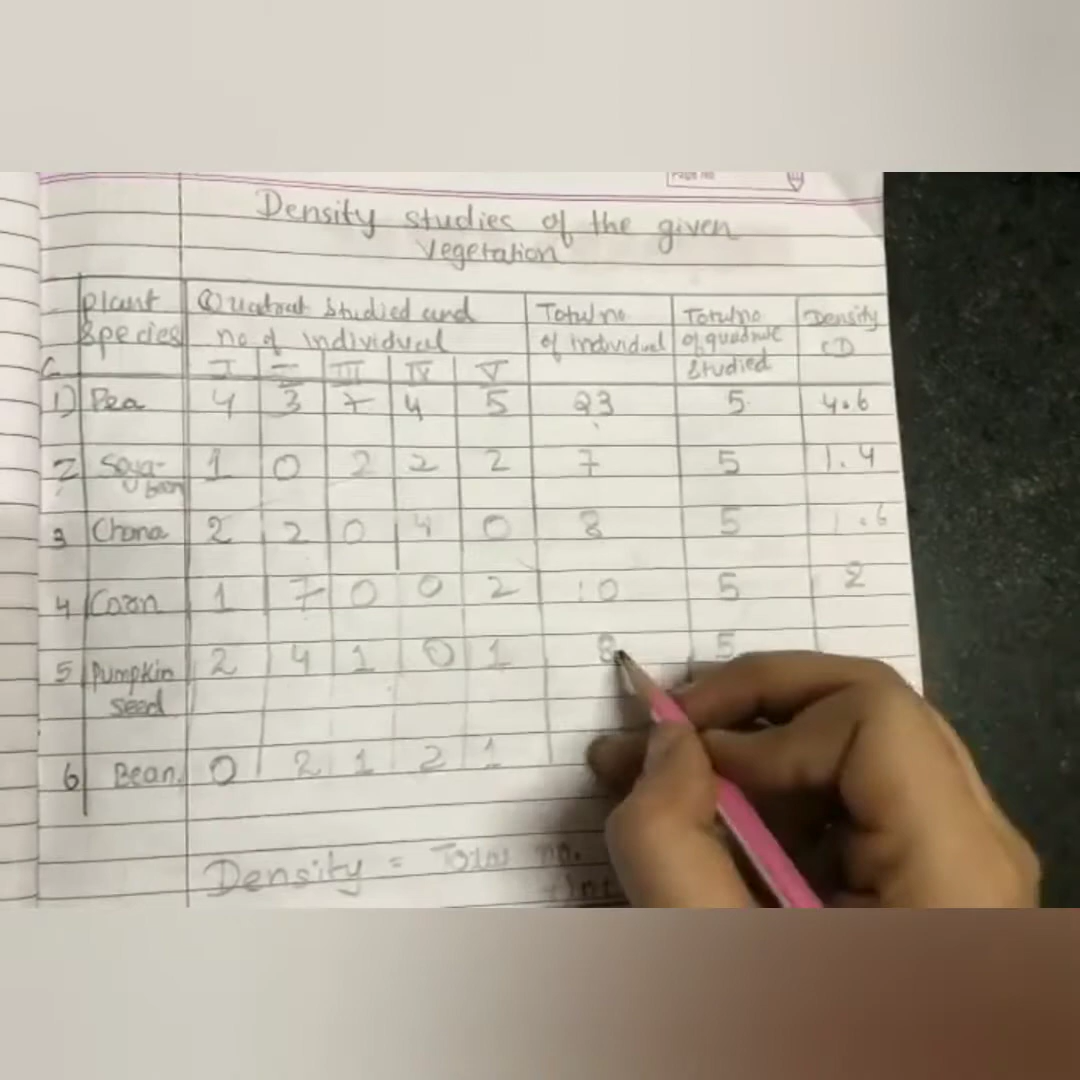 Page No
Density studies of the given
Vegetation
Plant Species Quadrat Studied and no of Individual Total no of individual Total no of quadrate studied Density (D)
I II III IV V
1) Pea 4 3 7 4 5 23 5 4.6
2 Soya-bean 1 0 2 2 2 7 5 1.4
3 Chana 2 2 0 4 0 8 5 1.6
4 Corn 1 7 0 0 2 10 5 2
5 Pumpkin seed 2 4 1 0 1 8 5
6 Bean. 0 2 1 2 1
Density = Total no.